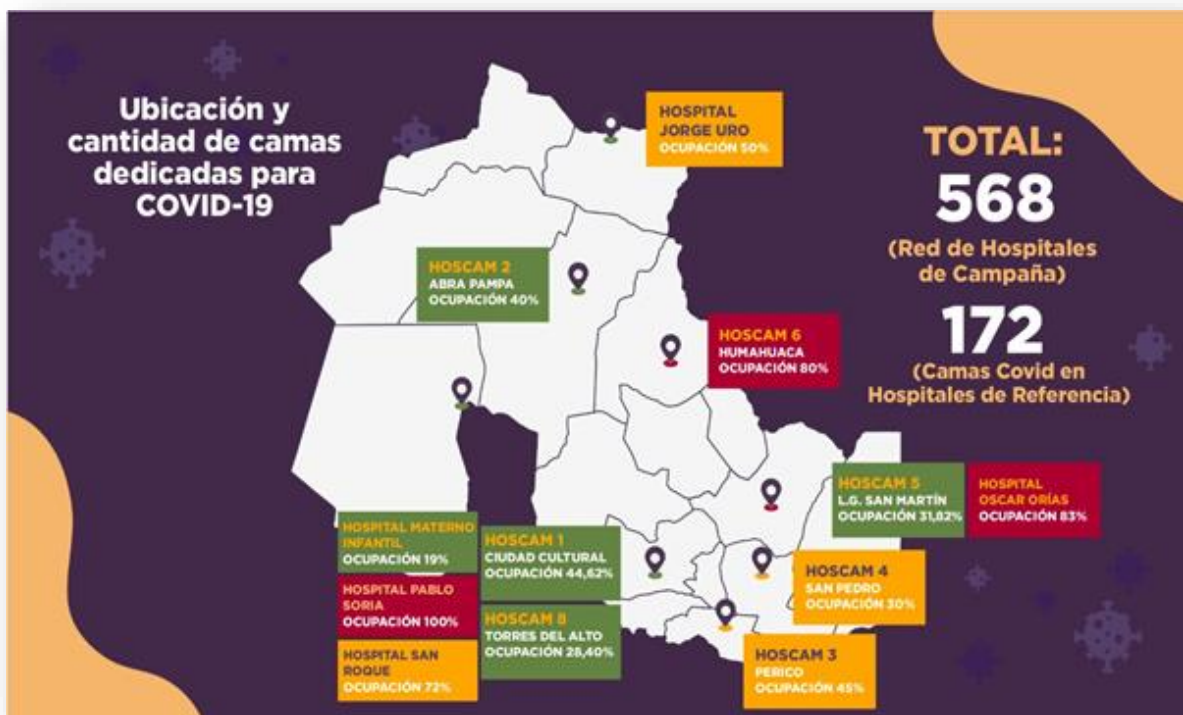 Ubicación y
cantidad de camas
dedicadas para
COVID-19
HOSPITAL
JORGE URO
OCUPACIÓN 50%
TOTAL:
568
(Red de Hospitales
de Campaña)
172
(Camas Covid en
Hospitales de Referencia)
HOSCAM 2
ABRA PAMPA
OCUPACIÓN 40%
HOSCAM 6
HUMAHUACA
OCUPACIÓN 80%
HOSCAM 5
L.G. SAN MARTÍN
OCUPACIÓN 31,82%
HOSPITAL
OSCAR ORÍAS
OCUPACIÓN 83%
HOSPITAL MATERNO
INFANTIL
OCUPACIÓN 19%
HOSCAM 1
CIUDAD CULTURAL
OCUPACIÓN 44,62%
HOSCAM 4
SAN PEDRO
OCUPACIÓN 30%
HOSPITAL PABLO
SORIA
OCUPACIÓN 100%
HOSCAM 8
TORRES DEL ALTO
OCUPACIÓN 28,40%
HOSPITAL SAN
ROQUE
OCUPACIÓN 72%
HOSCAM 3
PERICO
OCUPACIÓN 45%